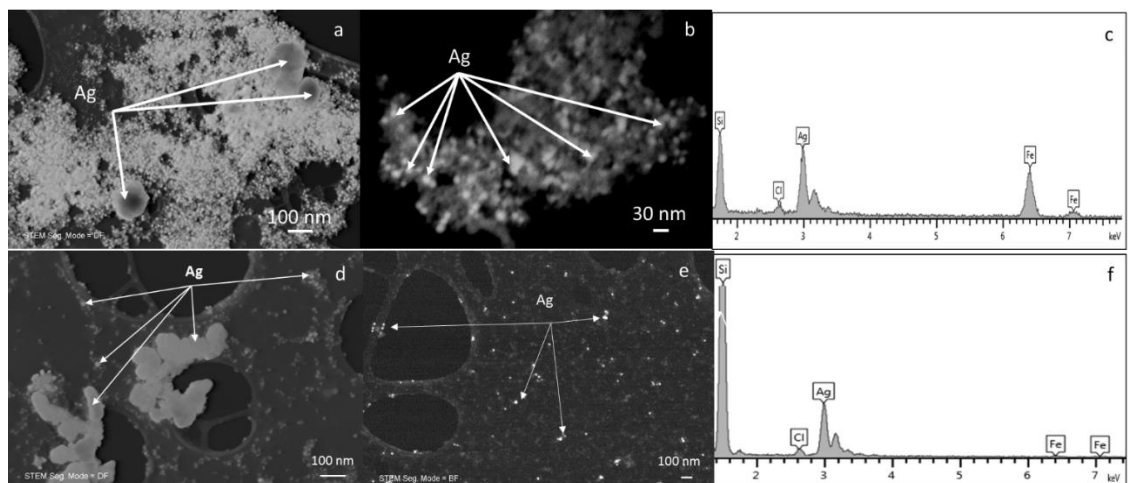 a
Ag
100 nm
STEM Seg. Mode = DF
b
Ag
30 nm
c
Si
Cl
Ag
Fe
Fe
2 3 4 5 6 7
keV
d
Ag
100 nm
STEM Seg. Mode = DF
e
Ag
100 nm
STEM Seg. Mode = BF
f
Si
Cl
Ag
Fe
Fe
2 3 4 5 6 7
keV